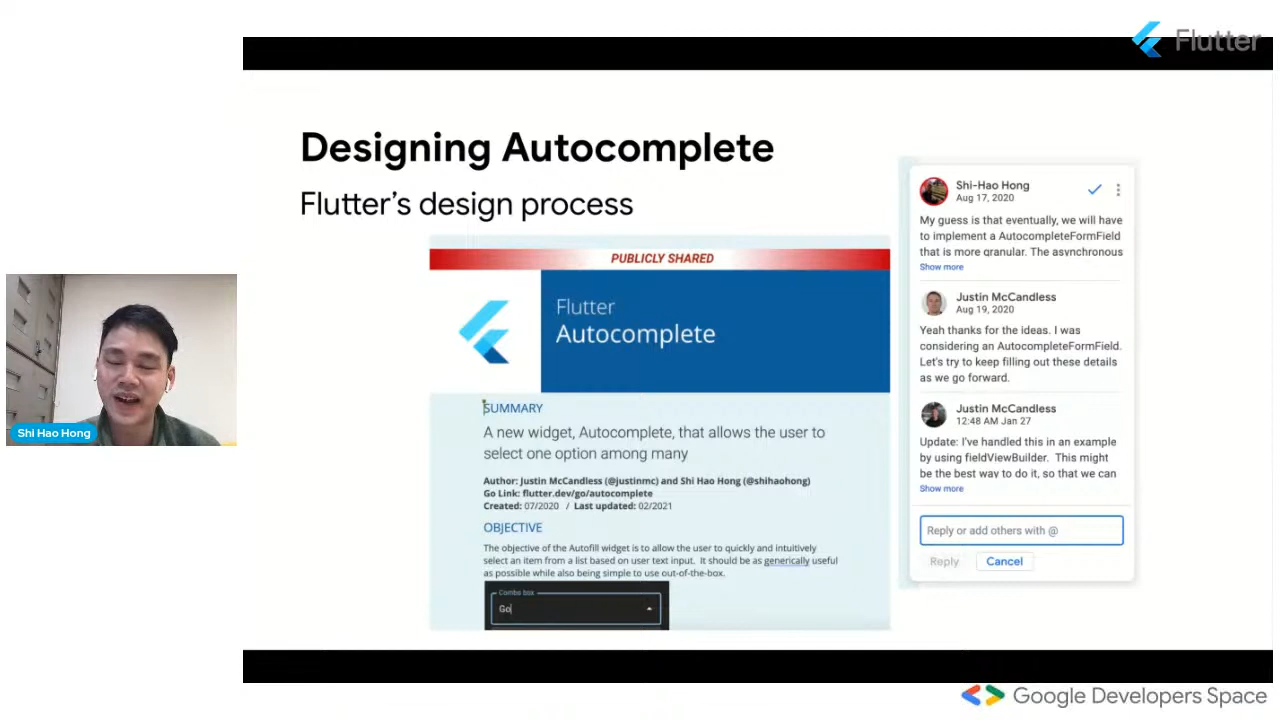 Flutter
Designing Autocomplete
Flutter's design process
PUBLICLY SHARED
Flutter
Autocomplete
SUMMARY
A new widget, Autocomplete, that allows the user to
select one option among many
Author: Justin McCandless (@justinmc) and Shi Hao Hong (@shihaohong)
Go Link: flutter.dev/go/autocomplete
Created: 07/2020 / Last updated: 02/2021
OBJECTIVE
The objective of the Autofill widget is to allow the user to quickly and intuitively
select an item from a list based on user text input. It should be as generically useful
as possible while also being simple to use out-of-the-box.
Combo box
Go
Shi-Hao Hong
Aug 17, 2020
My guess is that eventually, we will have
to implement a AutocompleteFormField
that is more granular. The asynchronous
Show more
Justin McCandless
Aug 19, 2020
Yeah thanks for the ideas. I was
considering an AutocompleteFormField.
Let's try to keep filling out these details
as we go forward.
Justin McCandless
12:48 AM Jan 27
Update: I've handled this in an example
by using fieldViewBuilder. This might
be the best way to do it, so that we can
Show more
Reply or add others with @
Reply Cancel
Shi Hao Hong
Google Developers Space